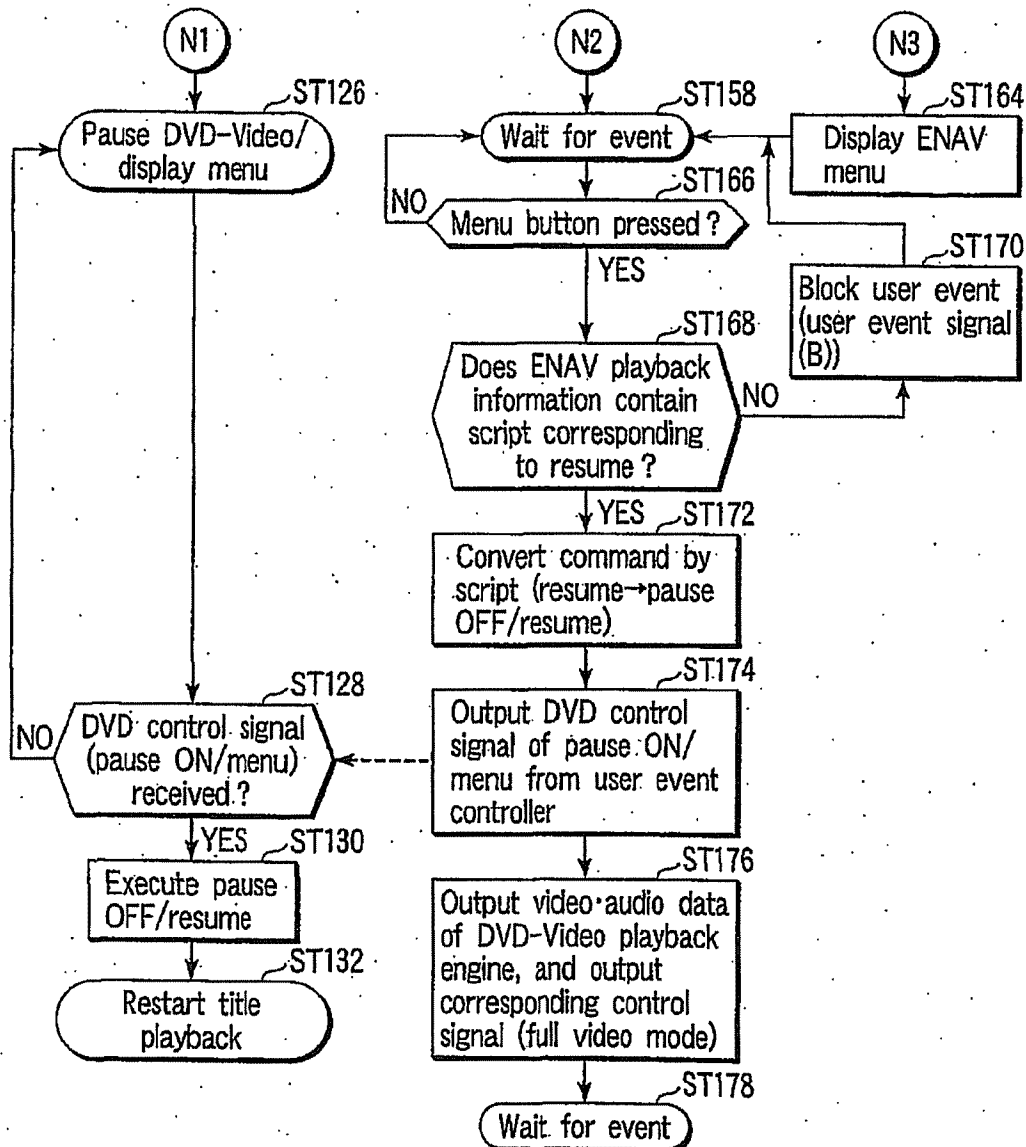 N1
ST126
Pause DVD-Video/
display menu
ST128
DVD control signal
(pause ON/menu)
received ?
NO
YES
ST130
Execute pause
OFF/resume
ST132
Restart title
playback
N2
ST158
Wait for event
ST166
Menu button pressed ?
NO
YES
ST168
Does ENAV playback
information contain
script corresponding
to resume ?
NO
YES
ST172
Convert command by
script (resume→pause
OFF/resume)
ST174
Output DVD control
signal of pause ON/
menu from user event
controller
ST176
Output video·audio data
of DVD-Video playback
engine, and output
corresponding control
signal (full video mode)
ST178
Wait for event
N3
ST164
Display ENAV
menu
ST170
Block user event
(user event signal
(B))